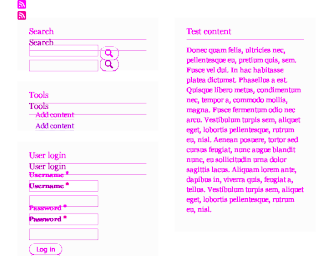 Search
Search
Tools
Tools
Add content
Add content
User login
User login
Username *
Username *
Password *
Password *
Log in
Test content
Donec quam felis, ultricies nec,
pellentesque eu, pretium quis, sem.
Fusce vel dui. In hac habitasse
platea dictumst. Phasellus a est.
Quisque libero metus, condimentum
nec, tempor a, commodo mollis,
magna. Fusce fermentum odio nec
arcu. Vestibulum turpis sem, aliquet
eget, lobortis pellentesque, rutrum
eu, nisl. Aenean posuere, tortor sed
cursus feugiat, nunc augue blandit
nunc, eu sollicitudin urna dolor
sagittis lacus. Aliquam lorem ante,
dapibus in, viverra quis, feugiat a,
tellus. Vestibulum turpis sem, aliquet
eget, lobortis pellentesque, rutrum
eu, nisl.